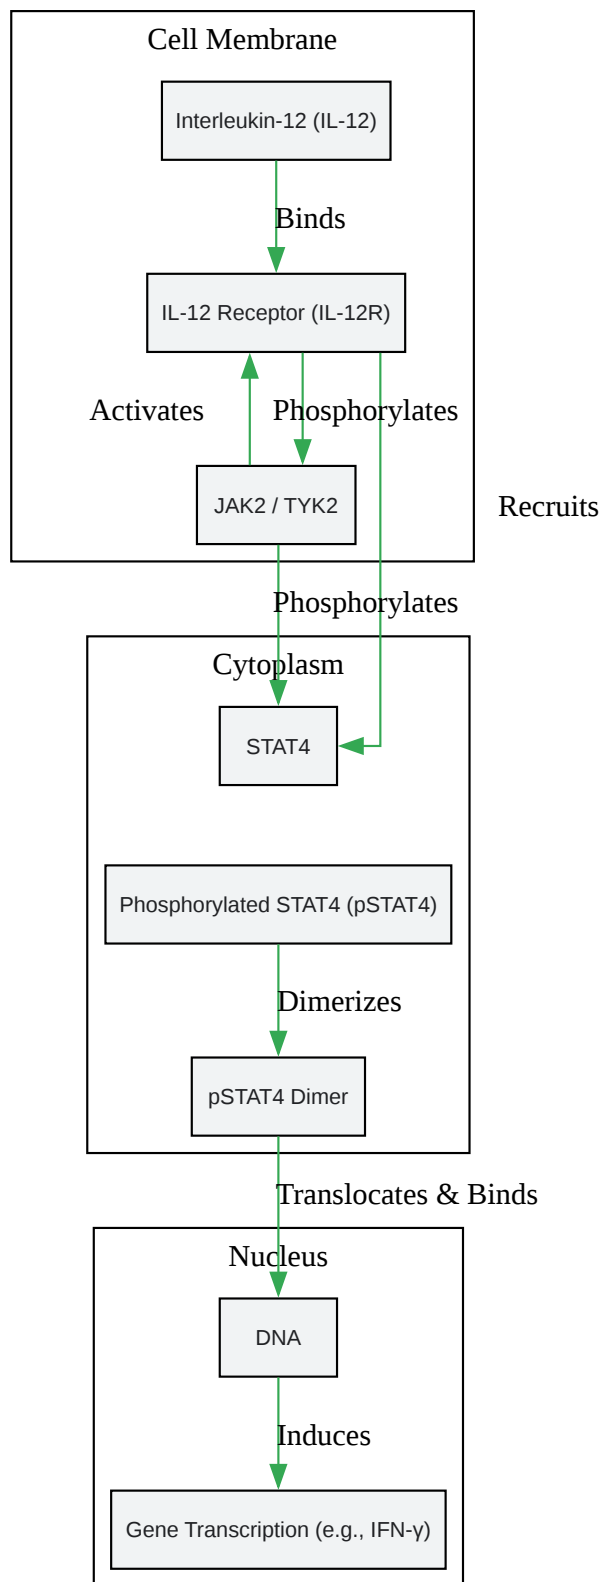 Cell Membrane
Interleukin-12 (IL-12)
Binds
IL-12 Receptor (IL-12R)
Activates
Phosphorylates
JAK2 / TYK2
Recruits
Phosphorylates
Cytoplasm
STAT4
Phosphorylated STAT4 (pSTAT4)
Dimerizes
pSTAT4 Dimer
Translocates & Binds
Nucleus
DNA
Induces
Gene Transcription (e.g., IFN-γ)